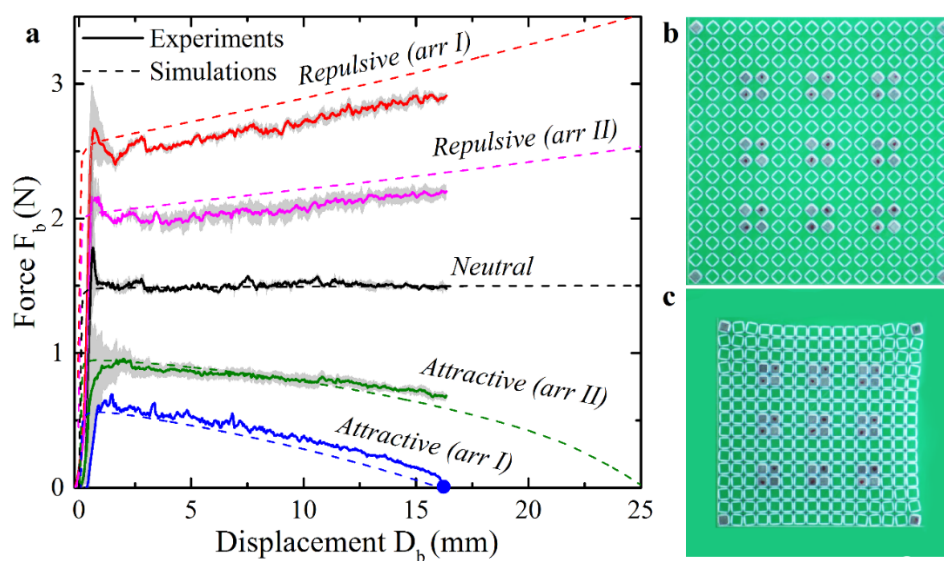 a
Experiments
Simulations
Repulsive (arr I)
Repulsive (arr II)
Neutral
Attractive (arr II)
Attractive (arr I)
Force F_b (N)
3
2
1
0
0
5
10
15
20
25
Displacement D_b (mm)
b
c